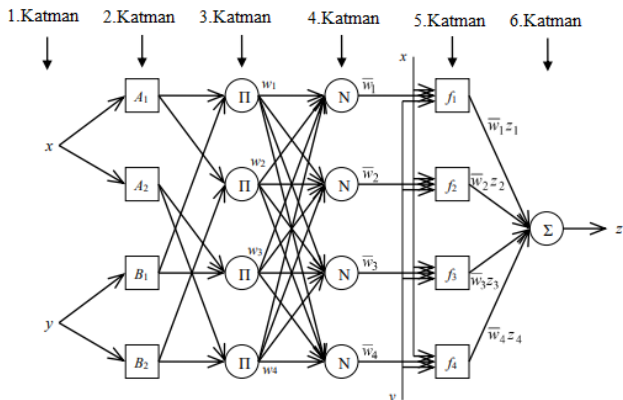 1.Katman 2.Katman 3.Katman 4.Katman 5.Katman 6.Katman
x
A₁ Π w₁ N w̅₁ f₁
w̅₁z₁
x A₂ Π w₂ N w̅₂ f₂ w̅₂z₂
Σ z
B₁ Π w₃ N w̅₃ f₃ w̅₃z₃
y
B₂ Π w₄ N w̅₄ f₄ w̅₄z₄
y